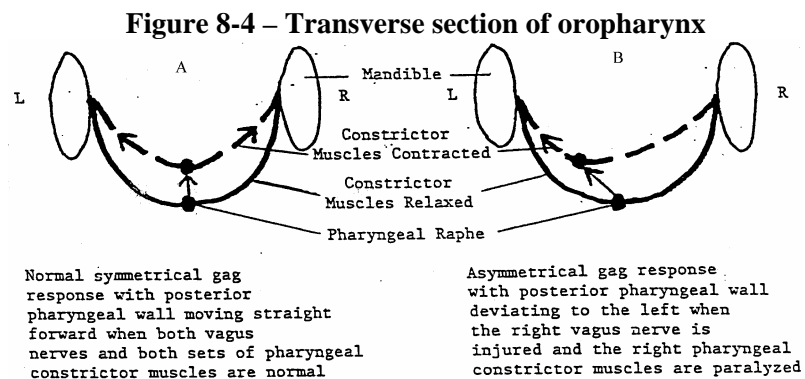 Figure 8-4 – Transverse section of oropharynx
A
B
L
Mandible
R
L
R
Constrictor
Muscles Contracted
Constrictor
Muscles Relaxed
Pharyngeal Raphe
Normal symmetrical gag
response with posterior
pharyngeal wall moving straight
forward when both vagus
nerves and both sets of pharyngeal
constrictor muscles are normal
Asymmetrical gag response
with posterior pharyngeal wall
deviating to the left when
the right vagus nerve is
injured and the right pharyngeal
constrictor muscles are paralyzed